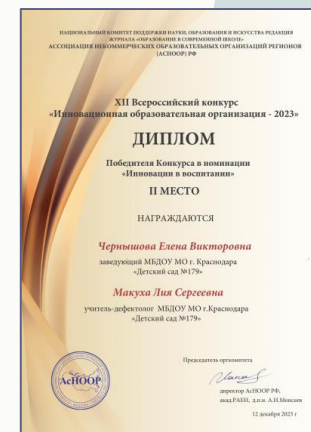 НАЦИОНАЛЬНЫЙ КОМИТЕТ ПОДДЕРЖКИ НАУКИ, ОБРАЗОВАНИЯ И ИСКУССТВА РЕДАКЦИЯ
ЖУРНАЛА «ОБРАЗОВАНИЕ В СОВРЕМЕННОЙ ШКОЛЕ»
АССОЦИАЦИЯ НЕКОММЕРЧЕСКИХ ОБРАЗОВАТЕЛЬНЫХ ОРГАНИЗАЦИЙ РЕГИОНОВ
(АСНООР) РФ
XII Всероссийский конкурс
«Инновационная образовательная организация - 2023»
ДИПЛОМ
Победителя Конкурса в номинации
«Инновации в воспитании»
II МЕСТО
НАГРАЖДАЮТСЯ
Чернышова Елена Викторовна
заведующий МБДОУ МО г. Краснодара
«Детский сад №179»
Макуха Лия Сергеевна
учитель-дефектолог МБДОУ МО г.Краснодара
«Детский сад №179»
Председатель оргкомитета
АсНООР
директор АсНООР РФ,
акад.РАЕН, д.п.н. А.Н.Моисеев
12 декабря 2023 г